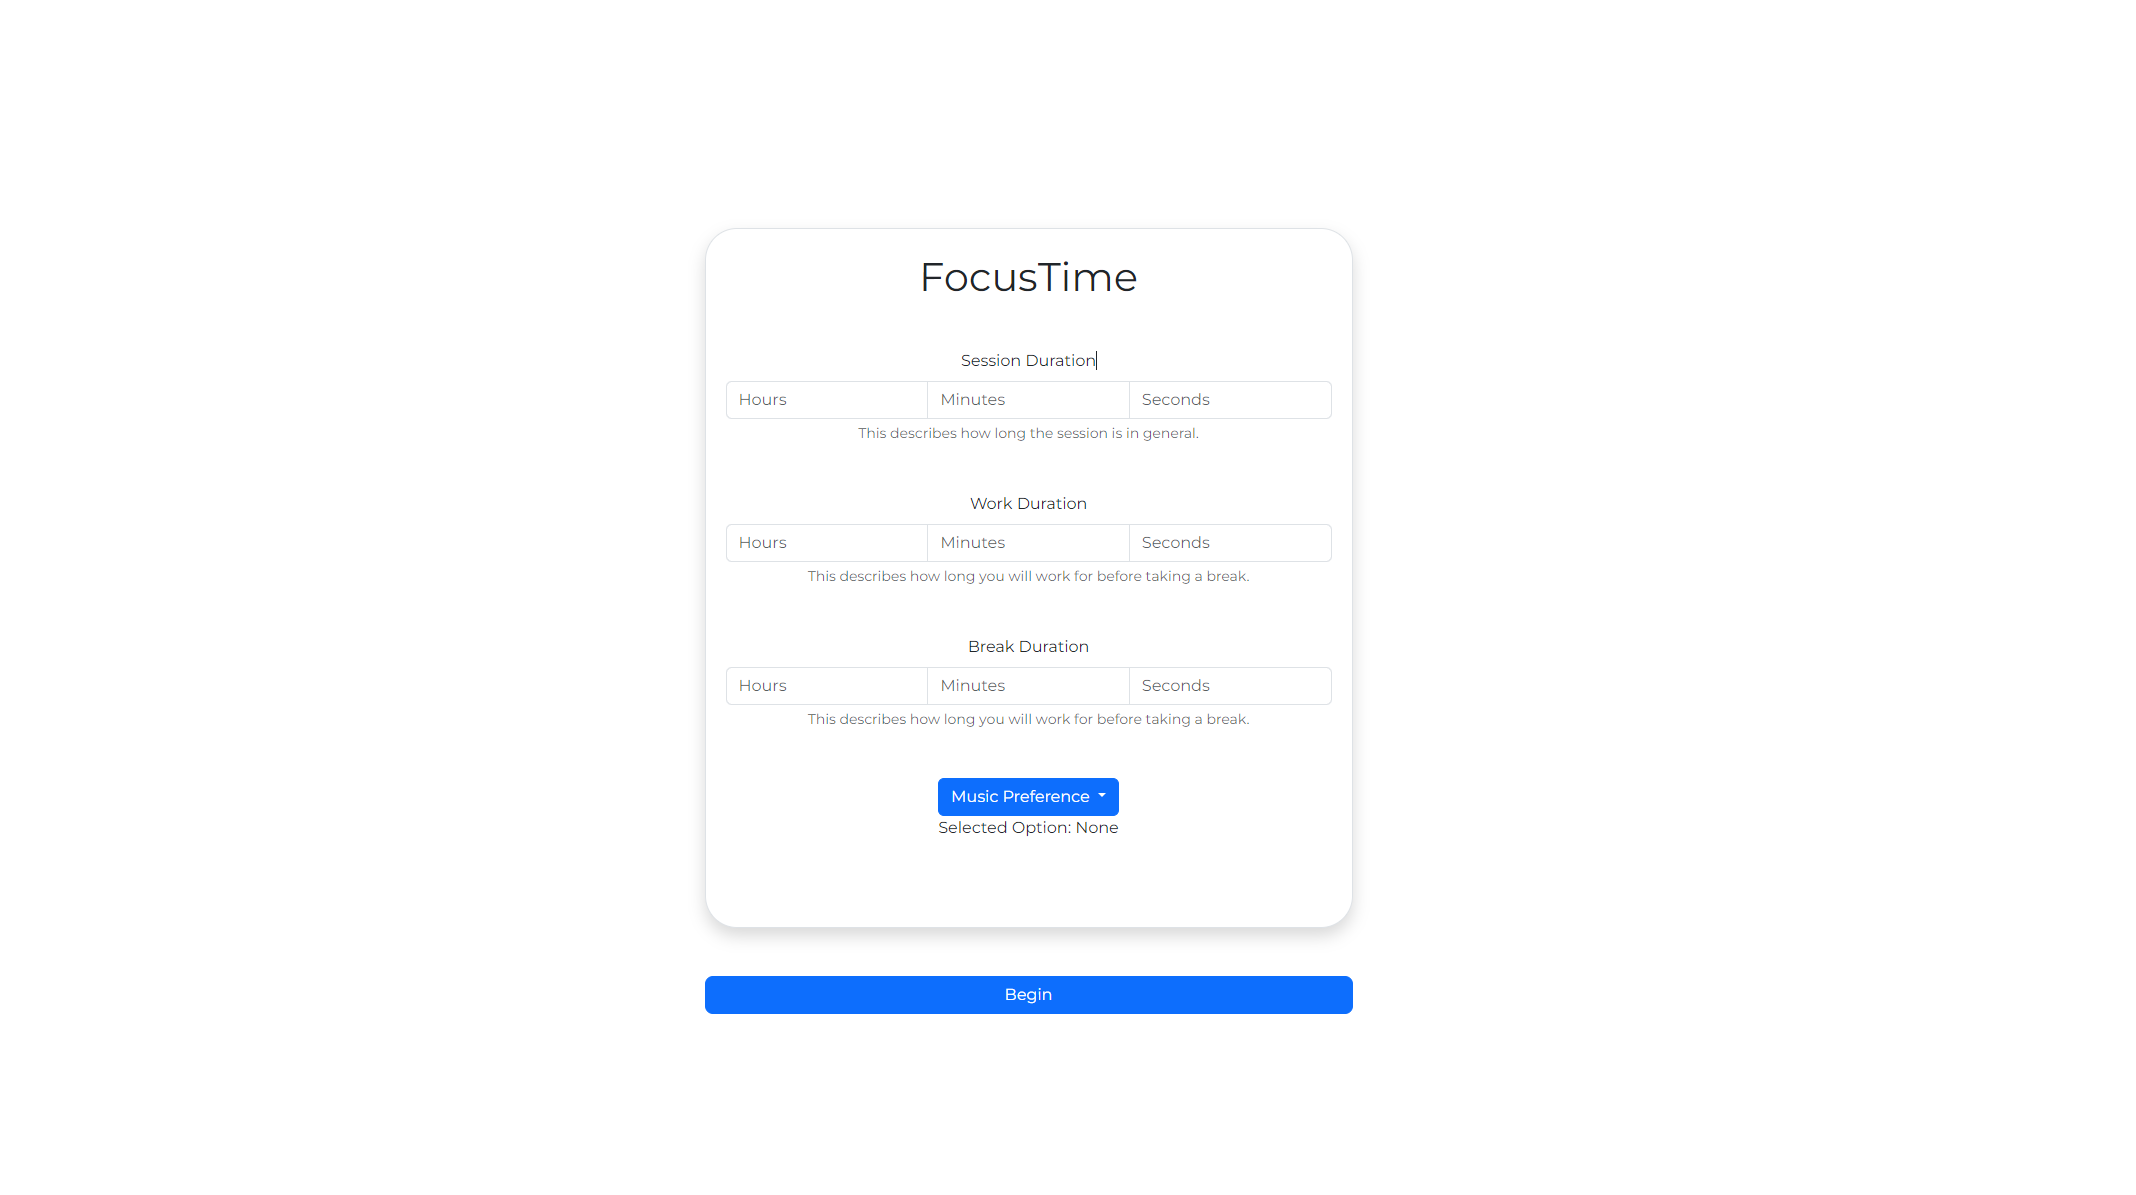 FocusTime
Session Duration
Hours Minutes Seconds
This describes how long the session is in general.
Work Duration
Hours Minutes Seconds
This describes how long you will work for before taking a break.
Break Duration
Hours Minutes Seconds
This describes how long you will work for before taking a break.
Music Preference
Selected Option: None
Begin